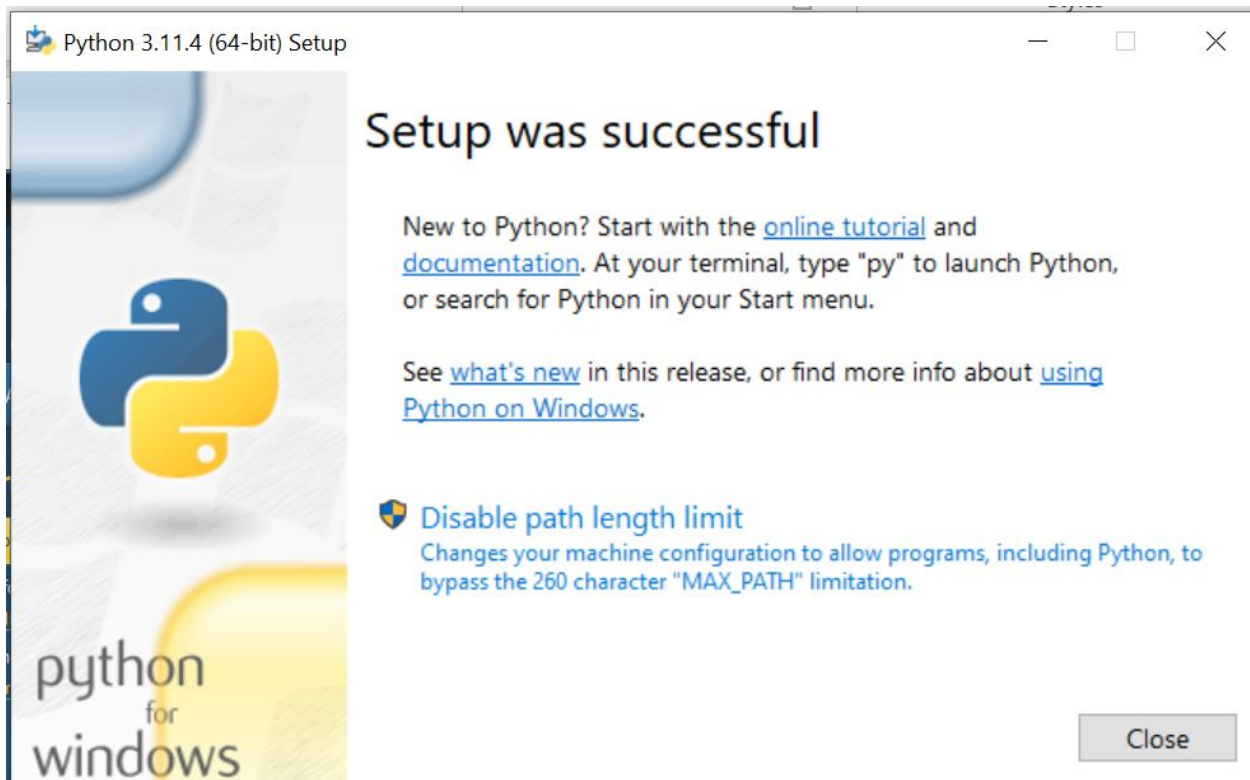 Python 3.11.4 (64-bit) Setup
Setup was successful
New to Python? Start with the online tutorial and
documentation. At your terminal, type "py" to launch Python,
or search for Python in your Start menu.
See what's new in this release, or find more info about using
Python on Windows.
Disable path length limit
Changes your machine configuration to allow programs, including Python, to
bypass the 260 character "MAX_PATH" limitation.
python
for
windows
Close